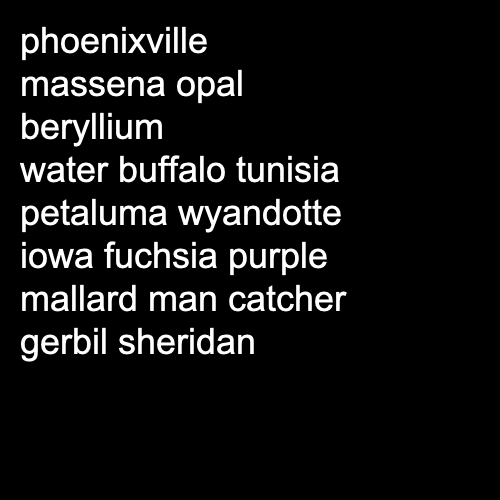 phoenixville
massena opal
beryllium
water buffalo tunisia
petaluma wyandotte
iowa fuchsia purple
mallard man catcher
gerbil sheridan